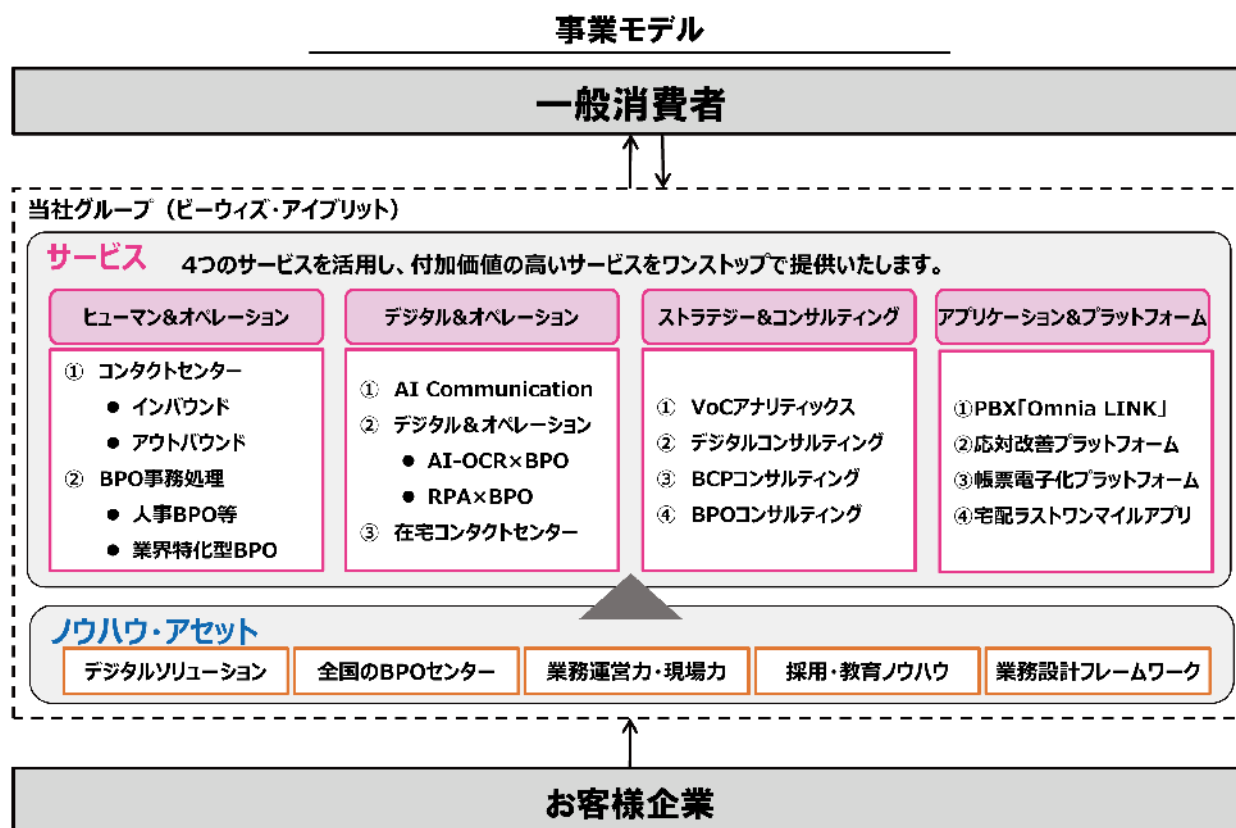 事業モデル
一般消費者
当社グループ（ビーウィズ・アイブリット）
サービス 4つのサービスを活用し、付加価値の高いサービスをワンストップで提供いたします。
ヒューマン&オペレーション
① コンタクトセンター
● インバウンド
● アウトバウンド
② BPO事務処理
● 人事BPO等
● 業界特化型BPO
デジタル&オペレーション
① AI Communication
② デジタル&オペレーション
● AI-OCR×BPO
● RPA×BPO
③ 在宅コンタクトセンター
ストラテジー&コンサルティング
① VoCアナリティックス
② デジタルコンサルティング
③ BCPコンサルティング
④ BPOコンサルティング
アプリケーション&プラットフォーム
①PBX「Omnia LINK」
②応対改善プラットフォーム
③帳票電子化プラットフォーム
④宅配ラストワンマイルアプリ
ノウハウ・アセット
デジタルソリューション
全国のBPOセンター
業務運営力・現場力
採用・教育ノウハウ
業務設計フレームワーク
お客様企業